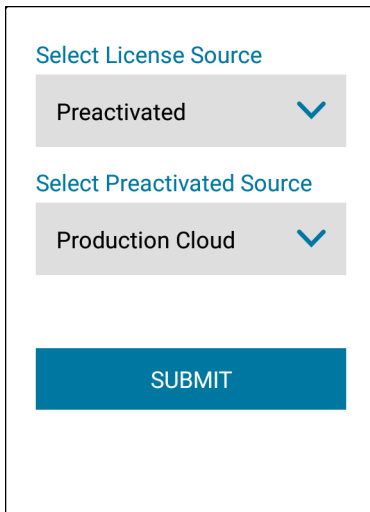 Select License Source
Preactivated
Select Preactivated Source
Production Cloud
SUBMIT